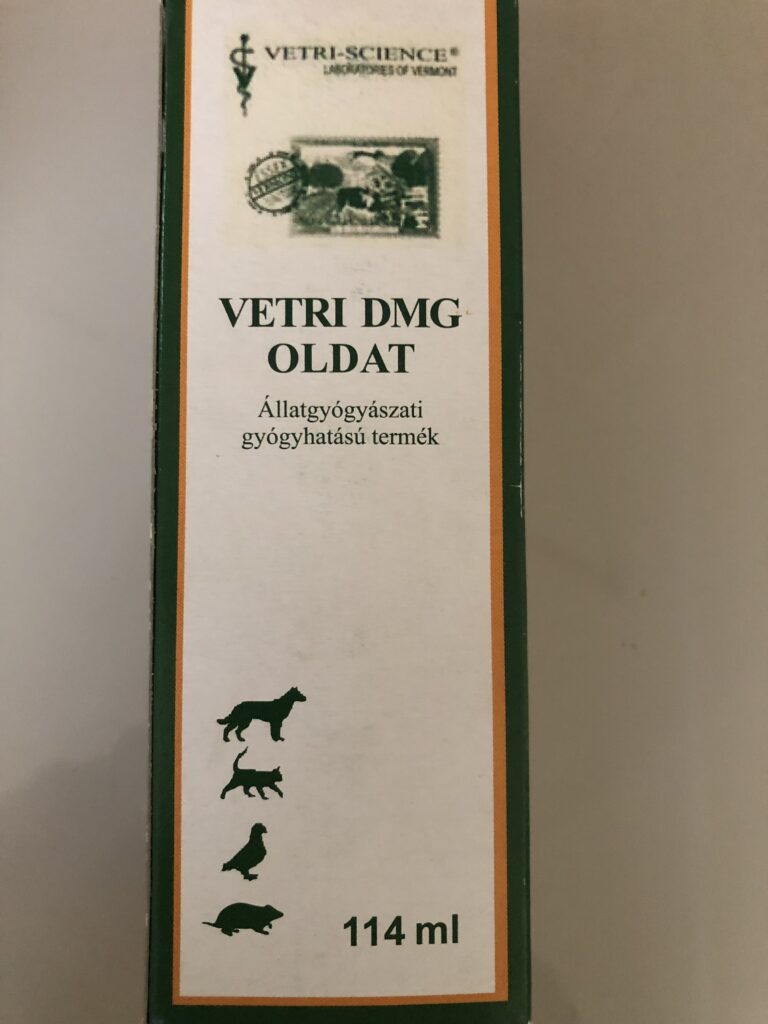 VETRI-SCIENCE®
LABORATORIES OF VERMONT
VETRI DMG
OLDAT
Állatgyógyászati
gyógyhatású termék
114 ml